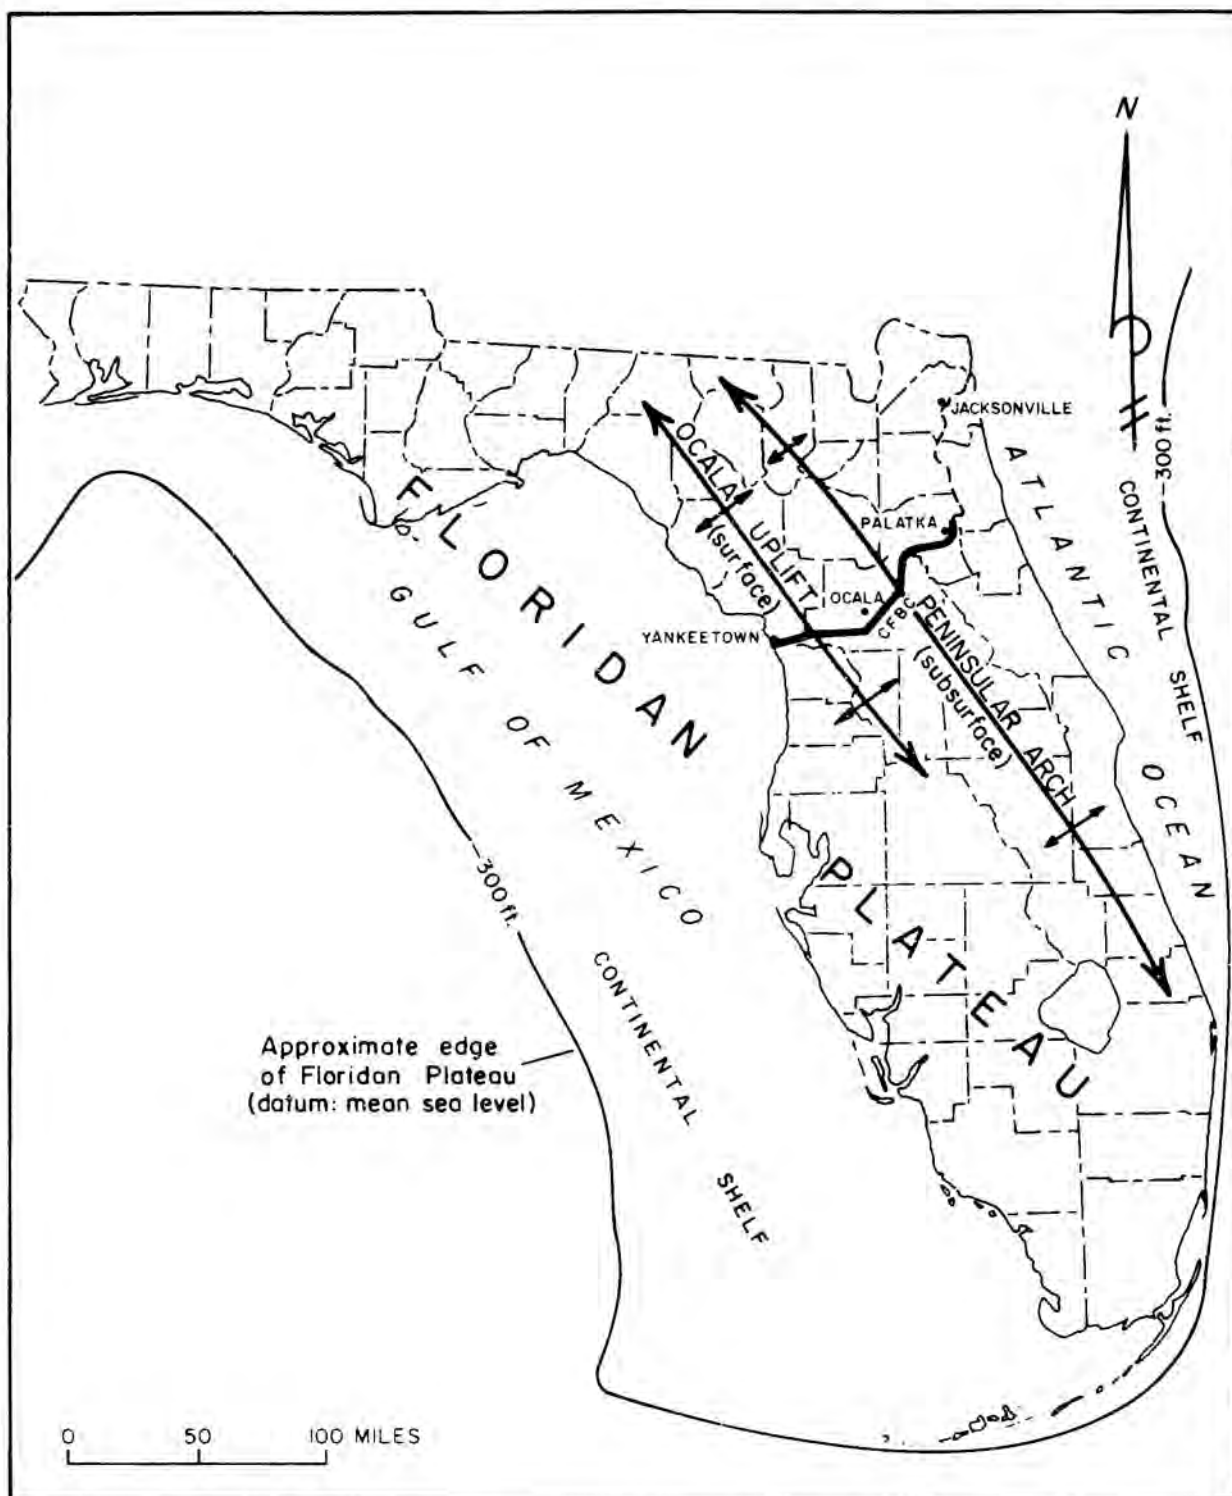 N
JACKSONVILLE
300 ft.
ATLANTIC OCEAN
CONTINENTAL SHELF
OCALA UPLIFT
(surface)
PALATKA
OCALA
CFBC
YANKEETOWN
PENINSULAR ARCH
(subsurface)
FLORIDAN PLATEAU
GULF OF MEXICO
300 ft.
CONTINENTAL SHELF
Approximate edge
of Floridan Plateau
(datum: mean sea level)
0 50 100 MILES